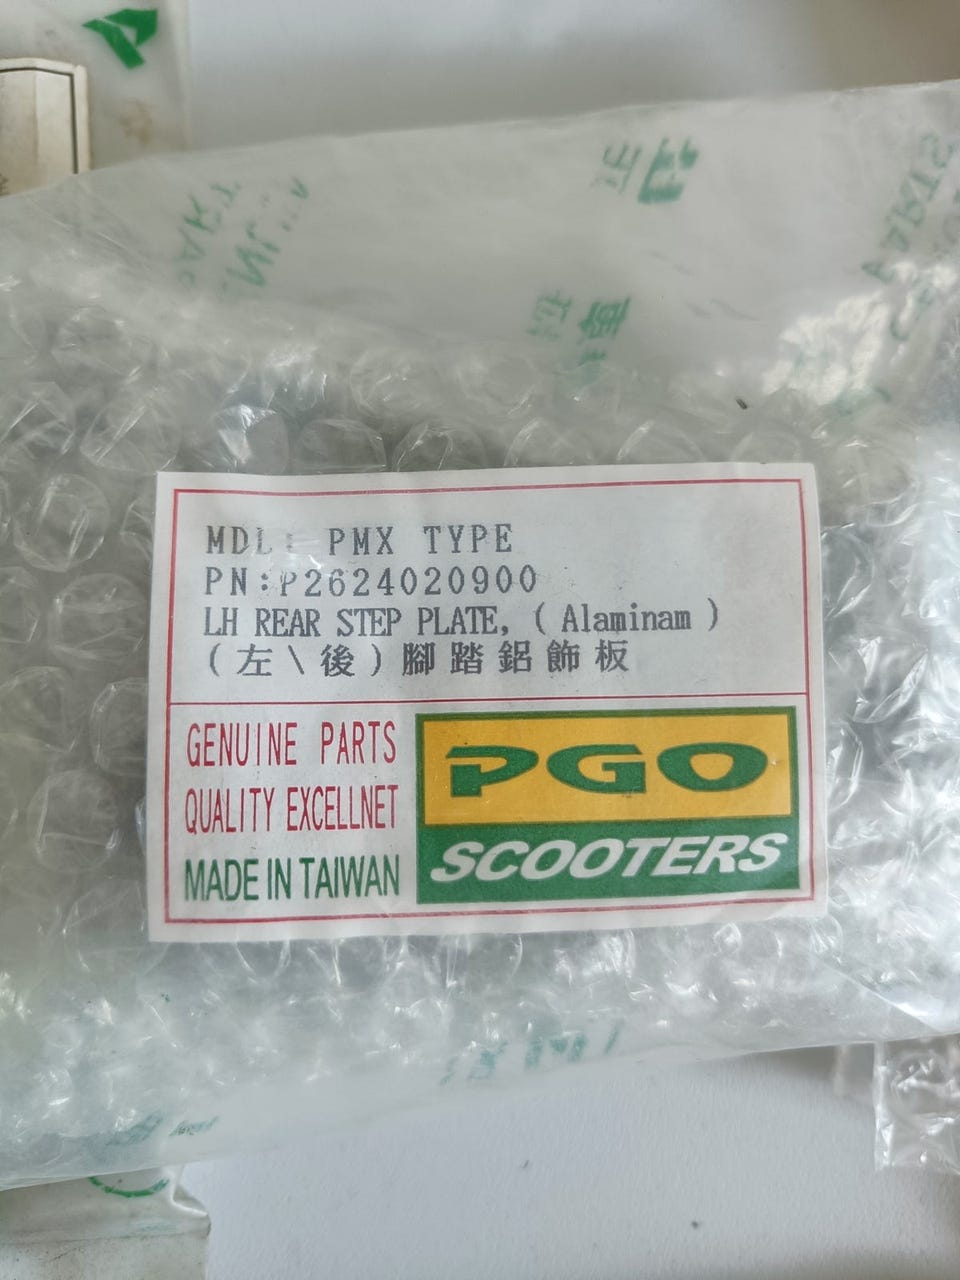 MDL: PMX TYPE
PN:P2624020900
LH REAR STEP PLATE, ( Alaminam )
( 左 \ 後 ) 腳 踏 鋁 飾 板
GENUINE PARTS
QUALITY EXCELLNET
MADE IN TAIWAN
PGO
SCOOTERS